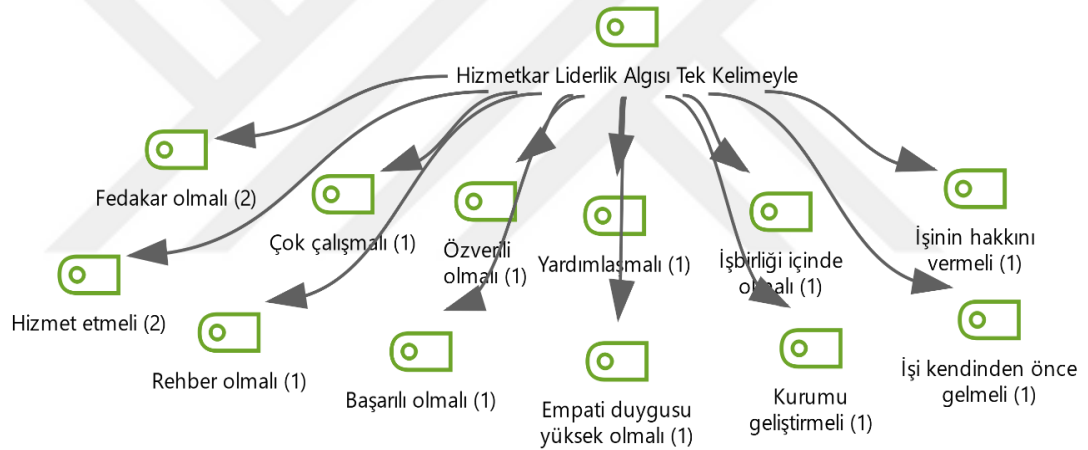 Hizmetkar Liderlik Algısı Tek Kelimeyle
Fedakar olmalı (2)
Çok çalışmalı (1)
Özverili
olmalı (1)
Yardımlaşmalı (1)
İşbirliği içinde
olmalı (1)
İşinin hakkını
vermeli (1)
Hizmet etmeli (2)
Rehber olmalı (1)
Başarılı olmalı (1)
Empati duygusu
yüksek olmalı (1)
Kurumu
geliştirmeli (1)
İşi kendinden önce
gelmeli (1)